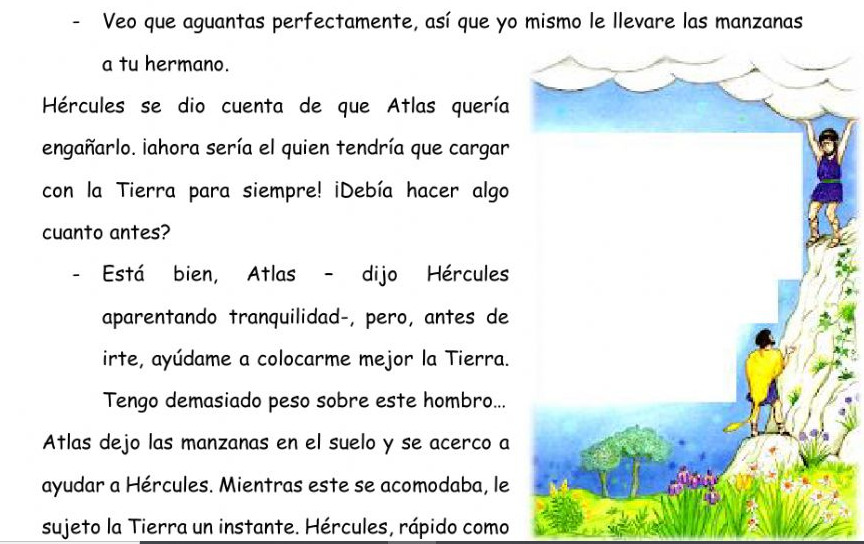 - Veo que aguantas perfectamente, así que yo mismo le llevare las manzanas
a tu hermano.
Hércules se dio cuenta de que Atlas quería
engañarlo. ¡ahora sería el quien tendría que cargar
con la Tierra para siempre! ¡Debía hacer algo
cuanto antes?
- Está bien, Atlas - dijo Hércules
aparentando tranquilidad-, pero, antes de
irte, ayúdame a colocarme mejor la Tierra.
Tengo demasiado peso sobre este hombro...
Atlas dejo las manzanas en el suelo y se acerco a
ayudar a Hércules. Mientras este se acomodaba, le
sujeto la Tierra un instante. Hércules, rápido como